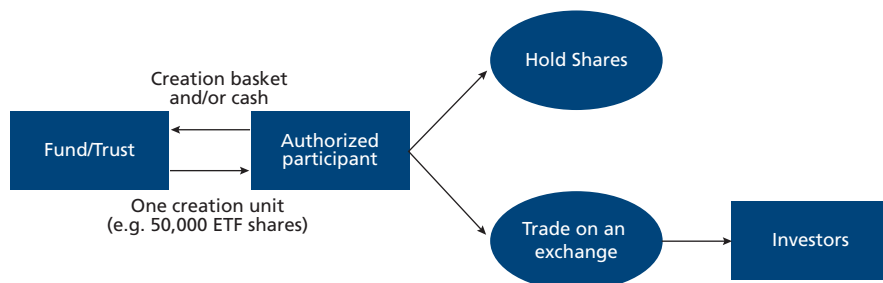 Hold Shares
Creation basket
and/or cash
Fund/Trust
Authorized
participant
One creation unit
(e.g. 50,000 ETF shares)
Trade on an
exchange
Investors